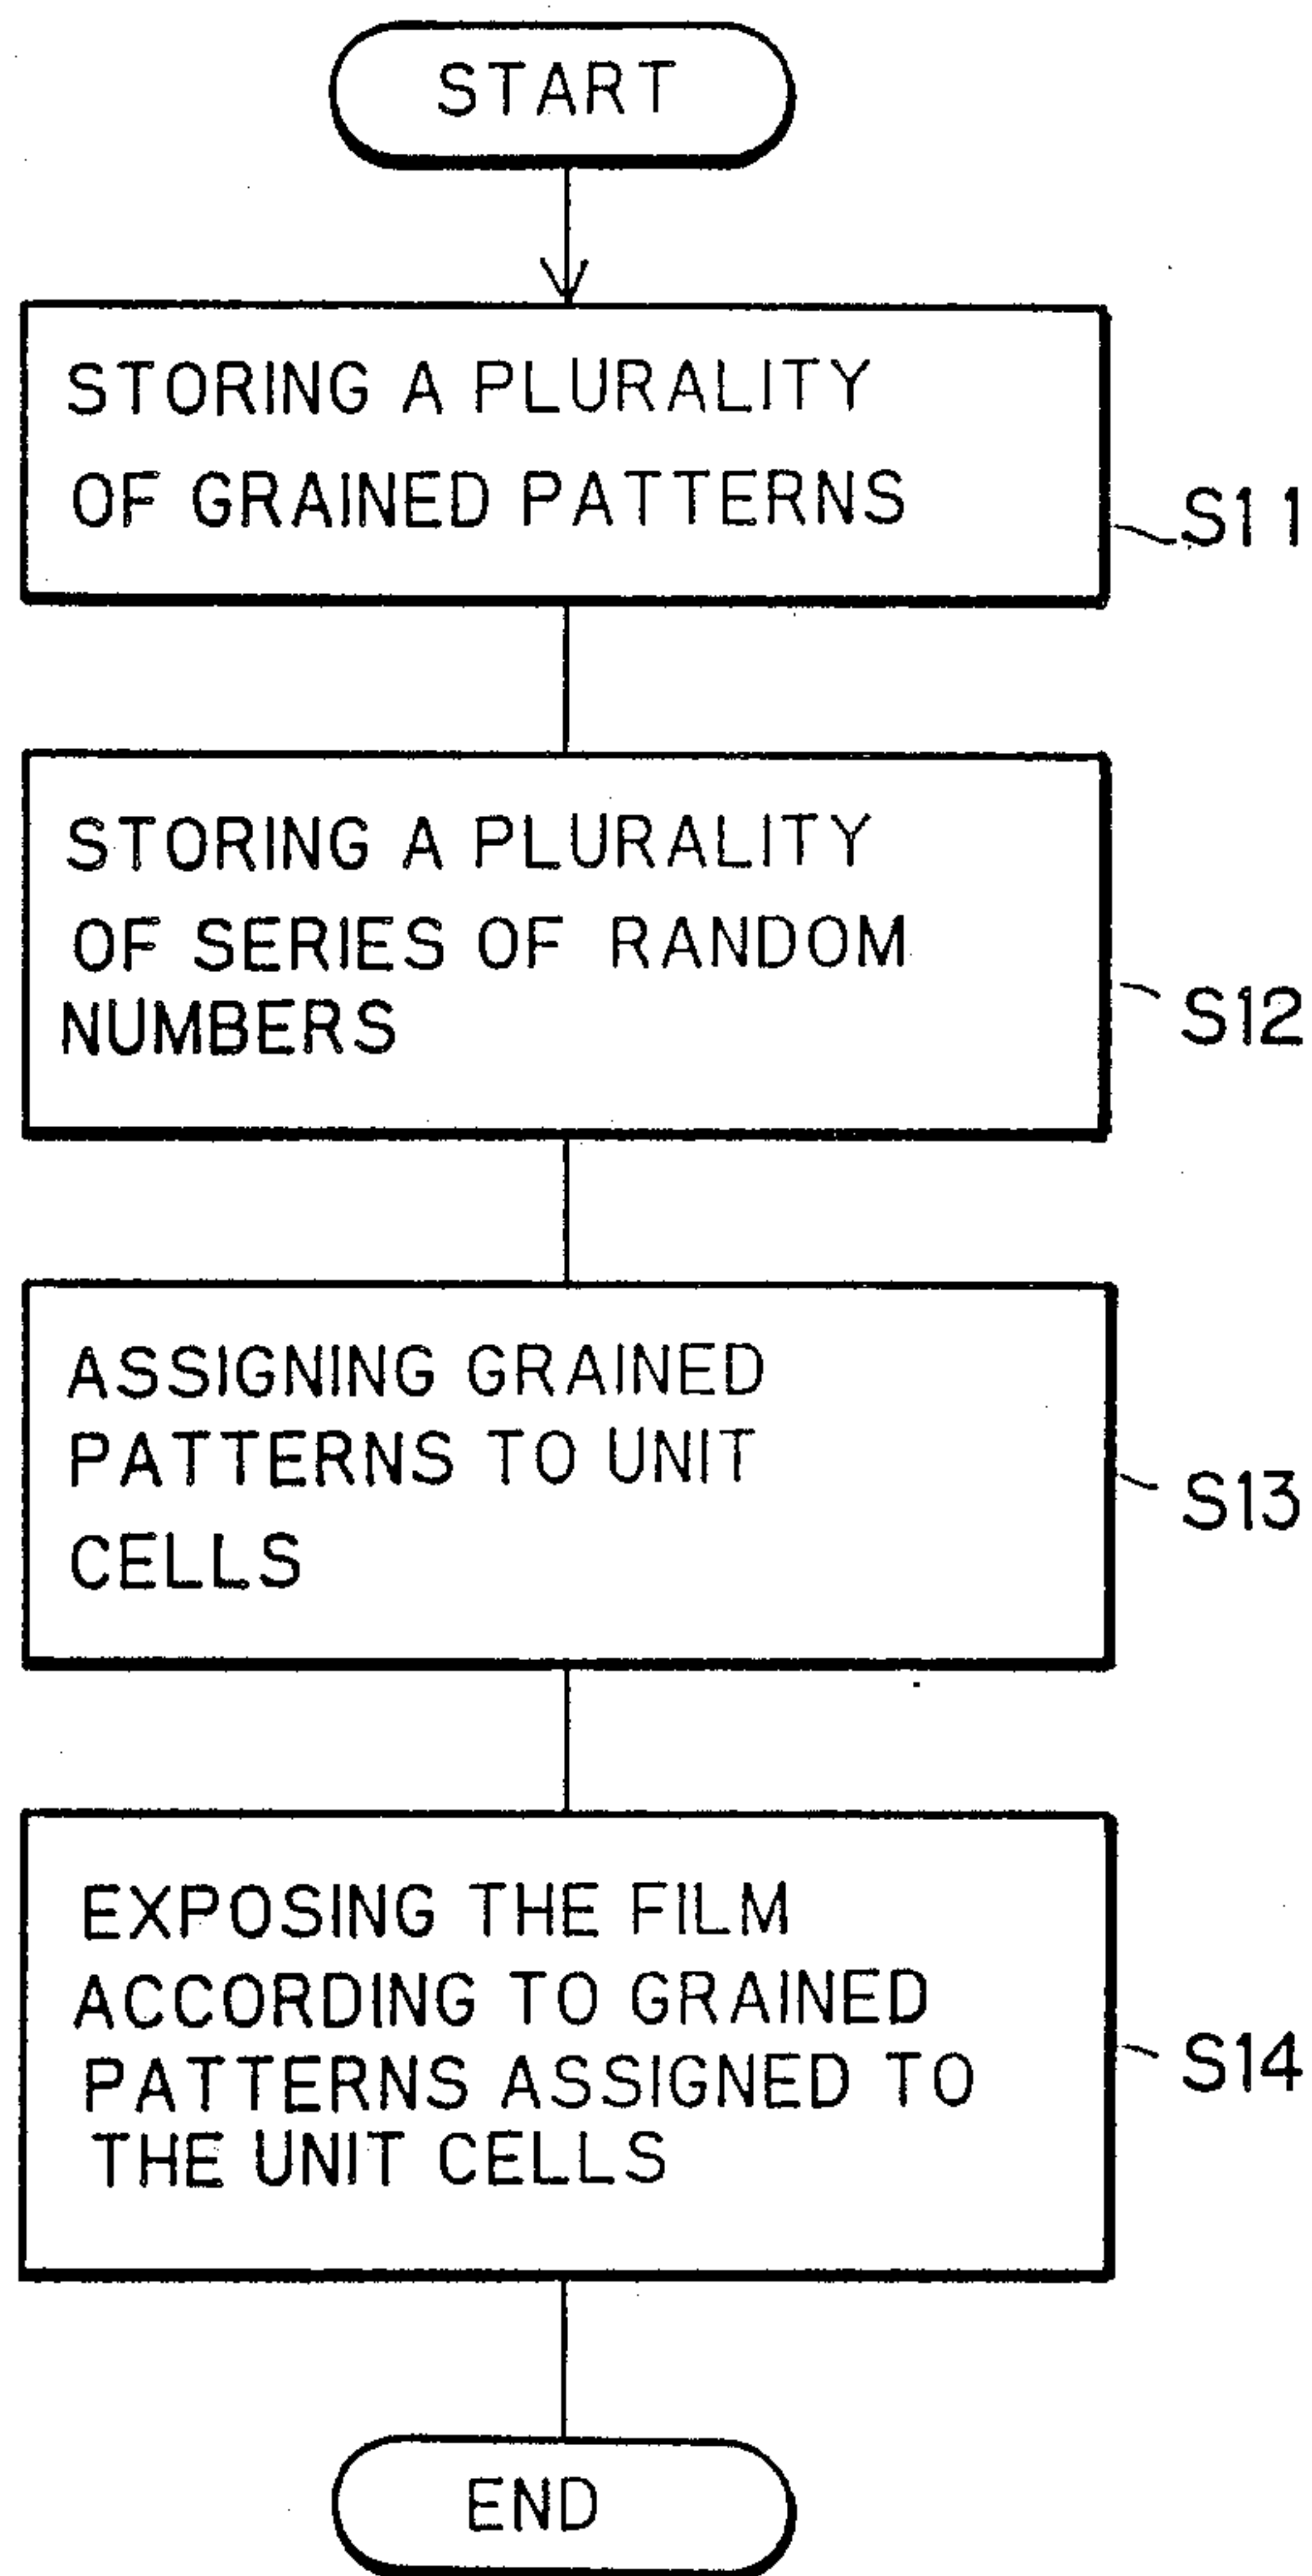 START
STORING A PLURALITY
OF GRAINED PATTERNS
S11
STORING A PLURALITY
OF SERIES OF RANDOM
NUMBERS
S12
ASSIGNING GRAINED
PATTERNS TO UNIT
CELLS
S13
EXPOSING THE FILM
ACCORDING TO GRAINED
PATTERNS ASSIGNED TO
THE UNIT CELLS
S14
END